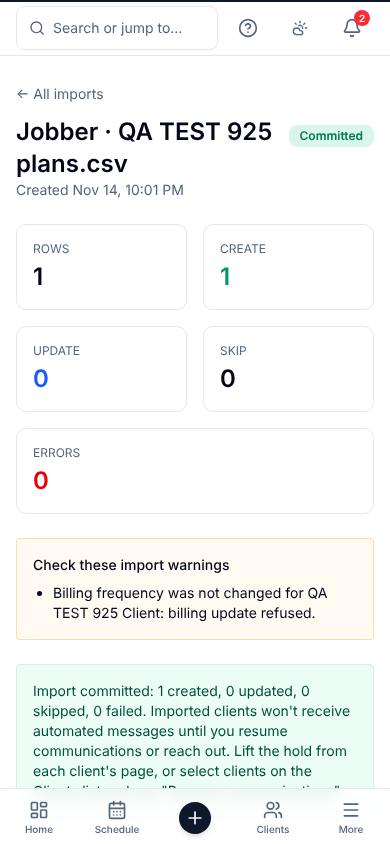 Search or jump to...
2
← All imports
Jobber · QA TEST 925
plans.csv
Committed
Created Nov 14, 10:01 PM
ROWS
1
CREATE
1
UPDATE
0
SKIP
0
ERRORS
0
Check these import warnings
• Billing frequency was not changed for QA
TEST 925 Client: billing update refused.
Import committed: 1 created, 0 updated, 0
skipped, 0 failed. Imported clients won't receive
automated messages until you resume
communications or reach out. Lift the hold from
each client's page, or select clients on the
Home
Schedule
Clients
More